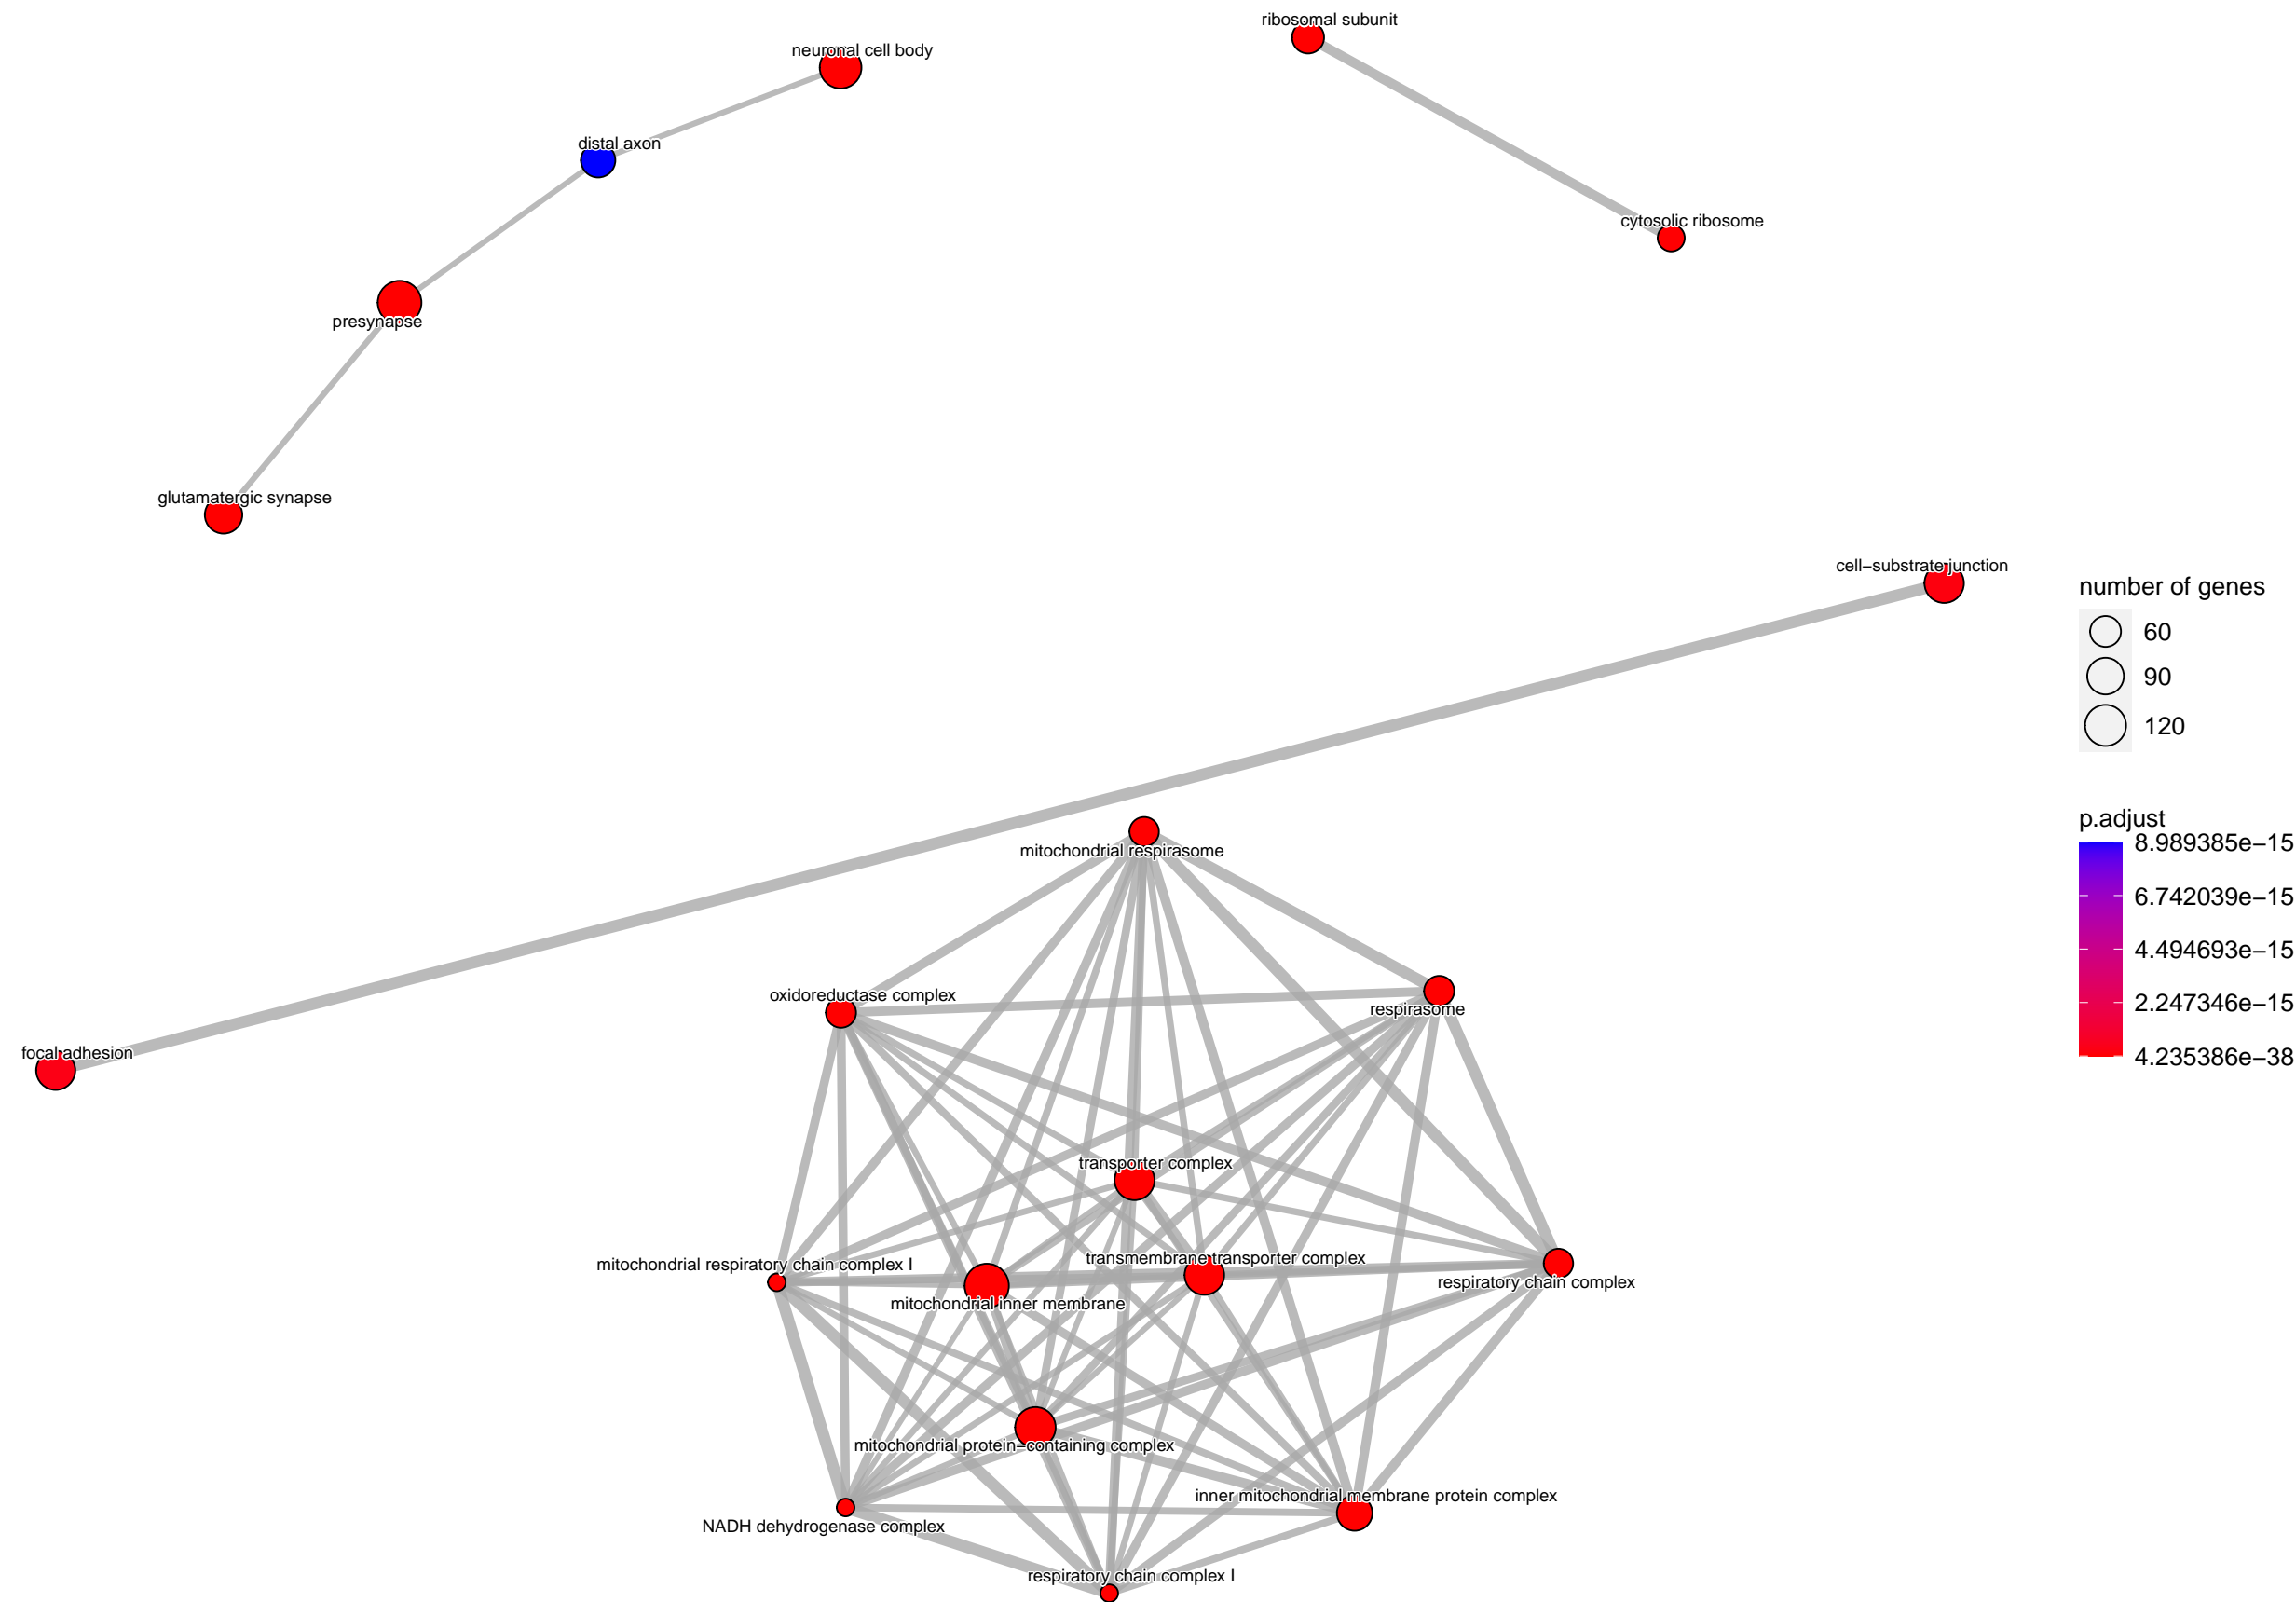 ribosomal subunit
neuronal cell body
distal axon
cytosolic ribosome
presynapse
glutamatergic synapse
cell−substrate junction
number of genes
60
90
120
p.adjust
8.989385e−15
6.742039e−15
4.494693e−15
2.247346e−15
4.235386e−38
mitochondrial respirasome
oxidoreductase complex
respirasome
focal adhesion
transporter complex
transmembrane transporter complex
mitochondrial respiratory chain complex I
respiratory chain complex
mitochondrial inner membrane
mitochondrial protein−containing complex
inner mitochondrial membrane protein complex
NADH dehydrogenase complex
respiratory chain complex I